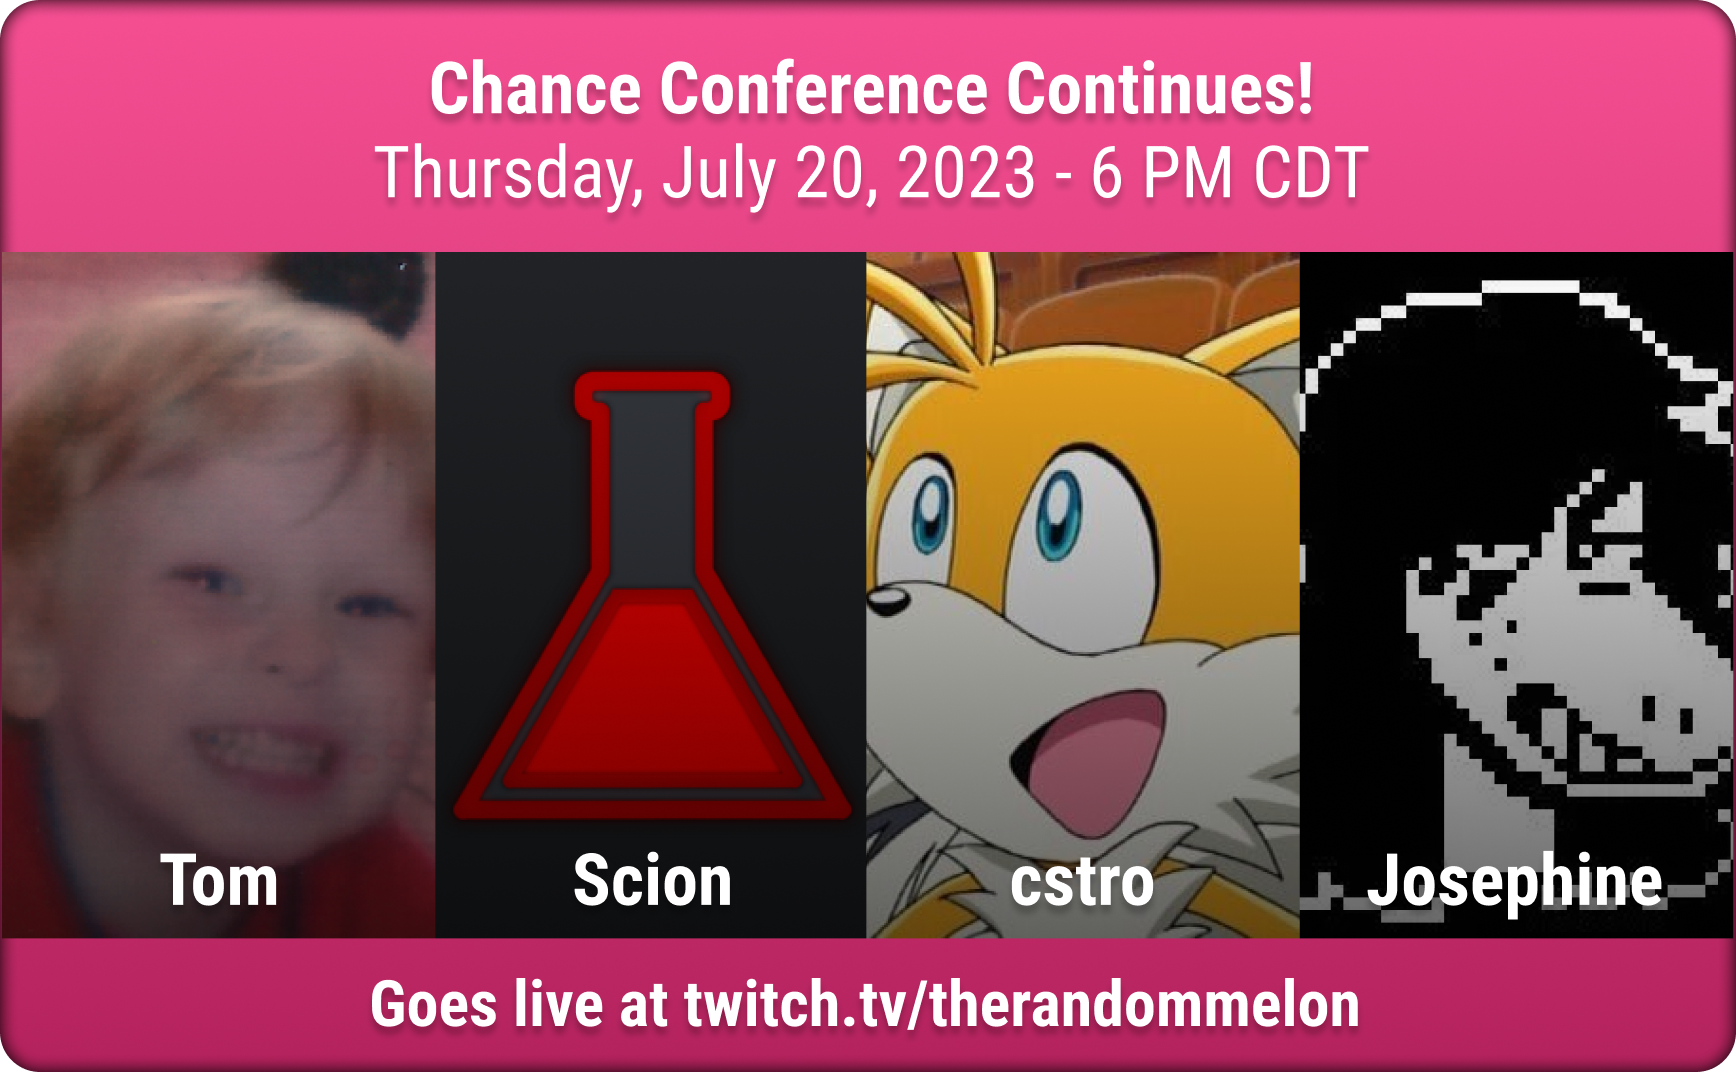 Chance Conference Continues!
Thursday, July 20, 2023 - 6 PM CDT
Tom
Scion
cstro
Josephine
Goes live at twitch.tv/therandommelon